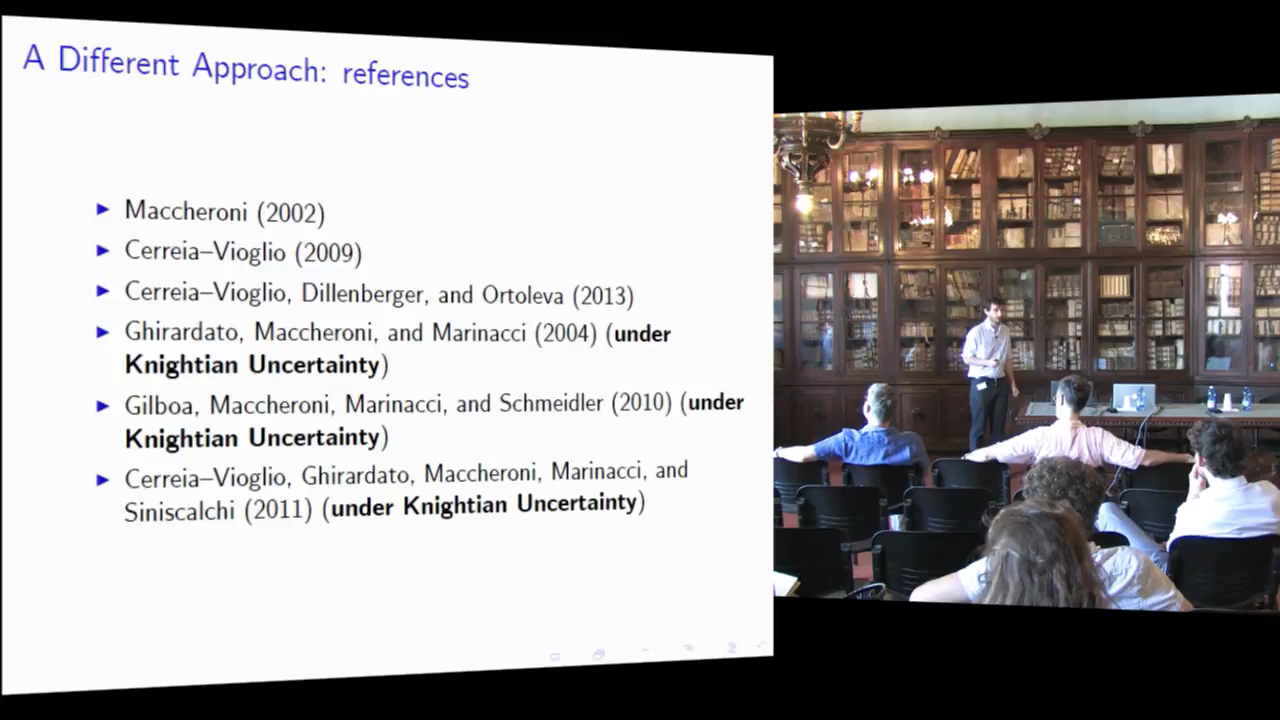 A Different Approach: references
► Maccheroni (2002)
► Cerreia–Vioglio (2009)
► Cerreia–Vioglio, Dillenberger, and Ortoleva (2013)
► Ghirardato, Maccheroni, and Marinacci (2004) (under
Knightian Uncertainty)
► Gilboa, Maccheroni, Marinacci, and Schmeidler (2010) (under
Knightian Uncertainty)
► Cerreia–Vioglio, Ghirardato, Maccheroni, Marinacci, and
Siniscalchi (2011) (under Knightian Uncertainty)